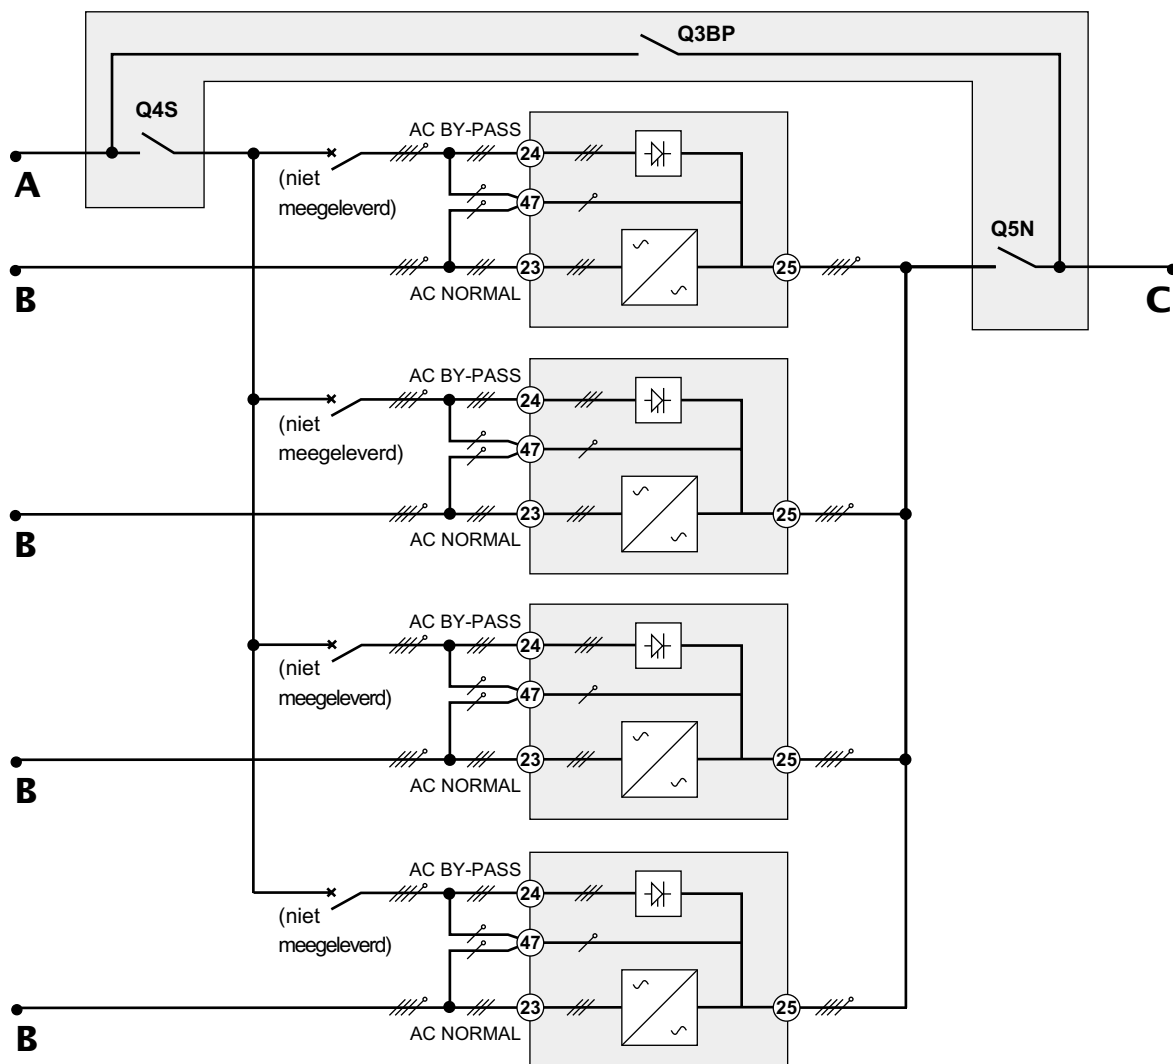 Q3BP
Q4S
AC BY-PASS
24
A
(niet
meegeleverd)
47
Q5N
23
25
B
AC NORMAL
C
AC BY-PASS
24
(niet
meegeleverd)
47
23
25
B
AC NORMAL
AC BY-PASS
24
(niet
meegeleverd)
47
23
25
B
AC NORMAL
AC BY-PASS
24
(niet
meegeleverd)
47
23
25
B
AC NORMAL